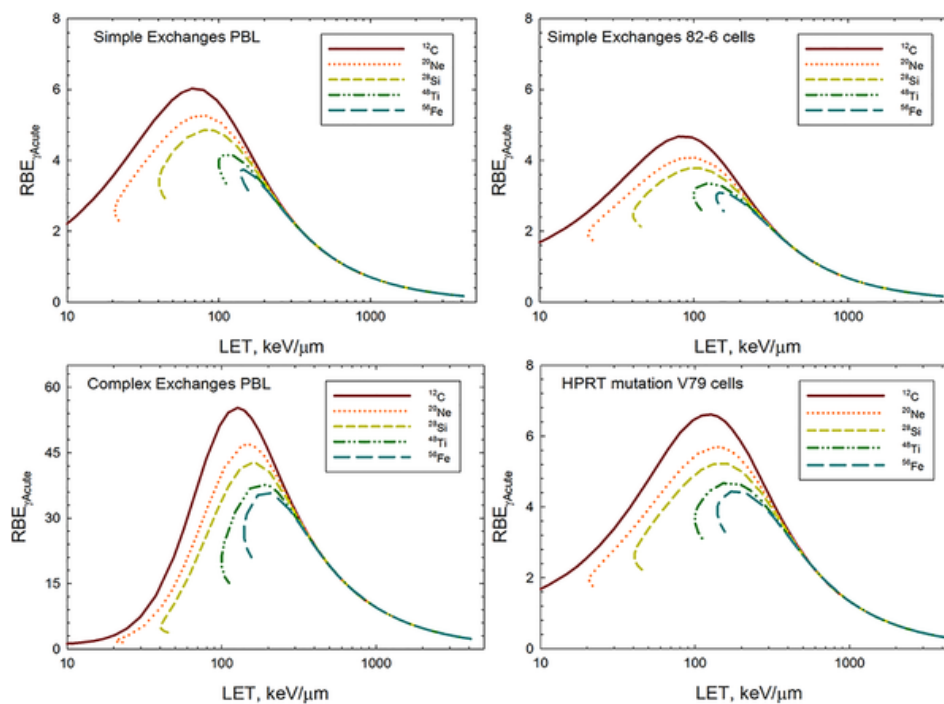 Simple Exchanges PBL
¹²C
²⁰Ne
²⁸Si
⁴⁸Ti
⁵⁶Fe
RBEγAcute
8
6
4
2
0
10
100
1000
LET, keV/μm
Simple Exchanges 82-6 cells
¹²C
²⁰Ne
²⁸Si
⁴⁸Ti
⁵⁶Fe
RBEγAcute
8
6
4
2
0
10
100
1000
LET, keV/μm
Complex Exchanges PBL
¹²C
²⁰Ne
²⁸Si
⁴⁸Ti
⁵⁶Fe
RBEγAcute
60
45
30
15
0
10
100
1000
LET, keV/μm
HPRT mutation V79 cells
¹²C
²⁰Ne
²⁸Si
⁴⁸Ti
⁵⁶Fe
RBEγAcute
8
6
4
2
0
10
100
1000
LET, keV/μm